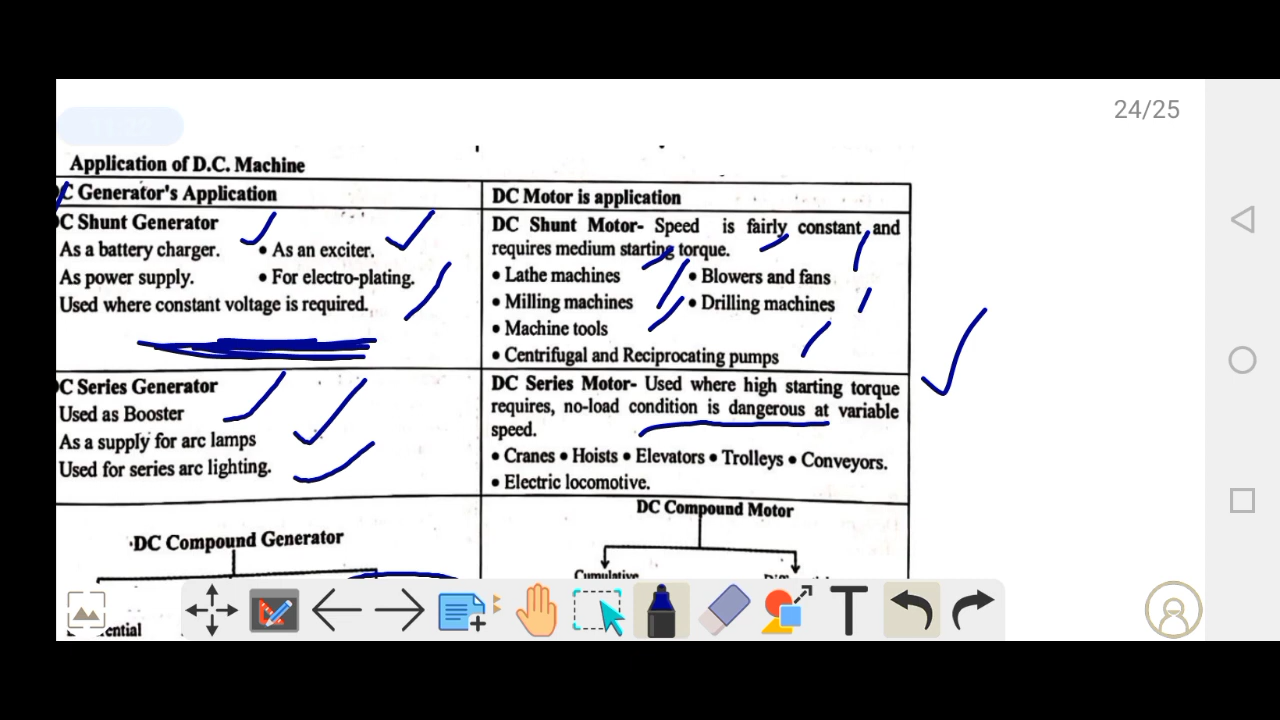 24/25
Application of D.C. Machine
C Generator's Application
DC Motor is application
C Shunt Generator
As a battery charger. • As an exciter.
As power supply. • For electro-plating.
Used where constant voltage is required.
DC Shunt Motor- Speed is fairly constant and
requires medium starting torque.
• Lathe machines • Blowers and fans
• Milling machines • Drilling machines
• Machine tools
• Centrifugal and Reciprocating pumps
C Series Generator
Used as Booster
As a supply for arc lamps
Used for series arc lighting.
DC Series Motor- Used where high starting torque
requires, no-load condition is dangerous at variable
speed.
• Cranes • Hoists • Elevators • Trolleys • Conveyors.
• Electric locomotive.
DC Compound Generator
DC Compound Motor
Cumulative
ential
T